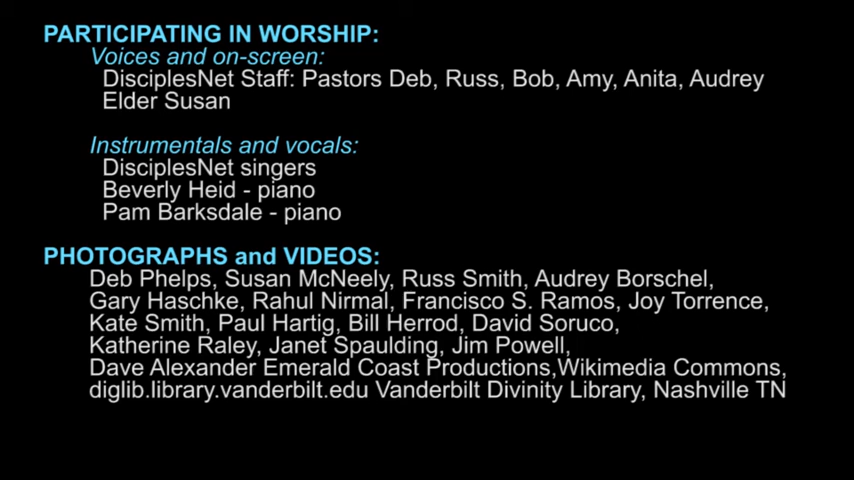 PARTICIPATING IN WORSHIP:
Voices and on-screen:
DisciplesNet Staff: Pastors Deb, Russ, Bob, Amy, Anita, Audrey
Elder Susan
Instrumentals and vocals:
DisciplesNet singers
Beverly Heid - piano
Pam Barksdale - piano
PHOTOGRAPHS and VIDEOS:
Deb Phelps, Susan McNeely, Russ Smith, Audrey Borschel,
Gary Haschke, Rahul Nirmal, Francisco S. Ramos, Joy Torrence,
Kate Smith, Paul Hartig, Bill Herrod, David Soruco,
Katherine Raley, Janet Spaulding, Jim Powell,
Dave Alexander Emerald Coast Productions,Wikimedia Commons,
diglib.library.vanderbilt.edu Vanderbilt Divinity Library, Nashville TN